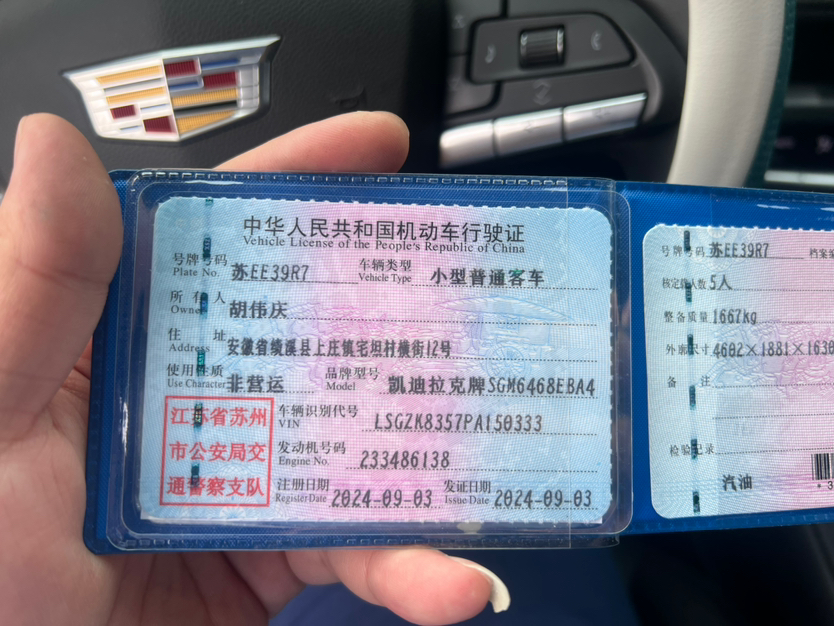 中华人民共和国机动车行驶证
Vehicle License of the People's Republic of China
号牌号码 苏EE39R7 车辆类型 小型普通客车
Plate No. Vehicle Type
所有人 胡伟庆
Owner
住址 安徽省绩溪县上庄镇宅坦村横街12号
Address
使用性质 非营运 品牌型号 凯迪拉克牌SGM6468EBA4
Use Character Model
江苏省苏州
市公安局交
通警察支队
车辆识别代号 LSGZK8357PA150333
VIN
发动机号码 233486138
Engine No.
注册日期 2024-09-03 发证日期 2024-09-03
Register Date Issue Date
号牌号码 苏EE39R7 档案
核定载人数 5人
整备质量 1667kg
外廓尺寸 4602×1881×1630
备注
检验记录
汽油